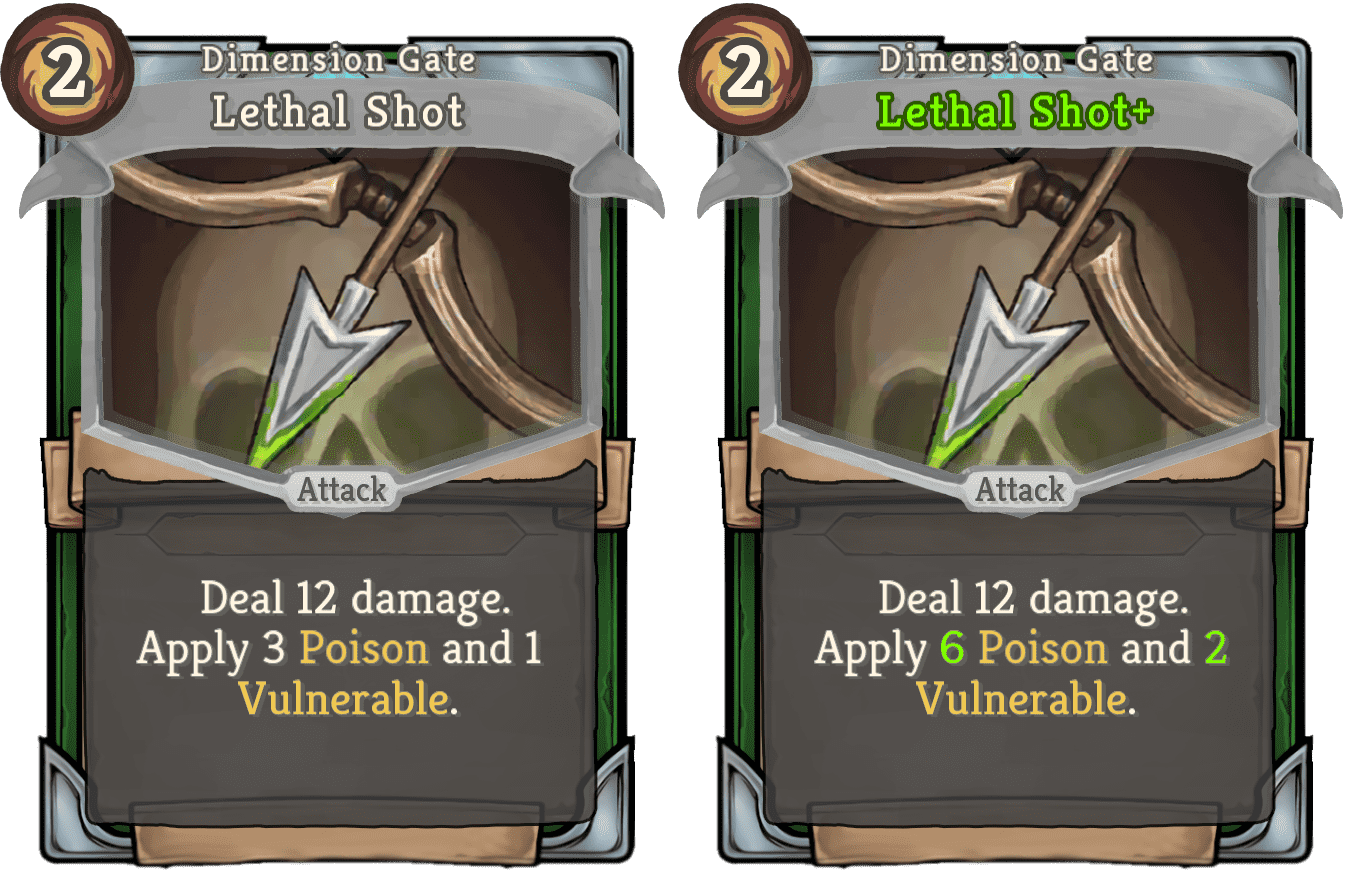 2
Dimension Gate
Lethal Shot
Attack
Deal 12 damage.
Apply 3 Poison and 1
Vulnerable.
2
Dimension Gate
Lethal Shot+
Attack
Deal 12 damage.
Apply 6 Poison and 2
Vulnerable.